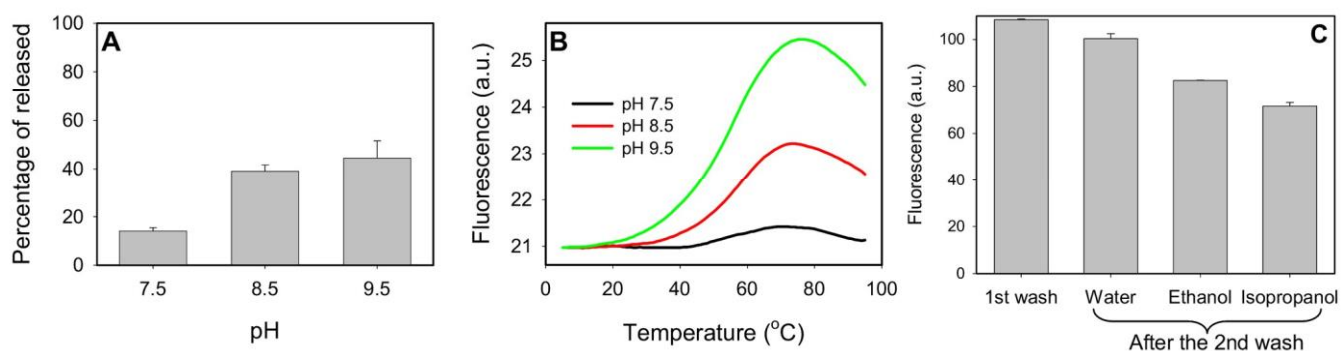 A
Percentage of released
100
80
60
40
20
0
7.5 8.5 9.5
pH
B
Fluorescence (a.u.)
25
24
23
22
21
pH 7.5
pH 8.5
pH 9.5
0 20 40 60 80 100
Temperature (°C)
C
Fluorescence (a.u.)
100
80
60
40
20
0
1st wash Water Ethanol Isopropanol
After the 2nd wash